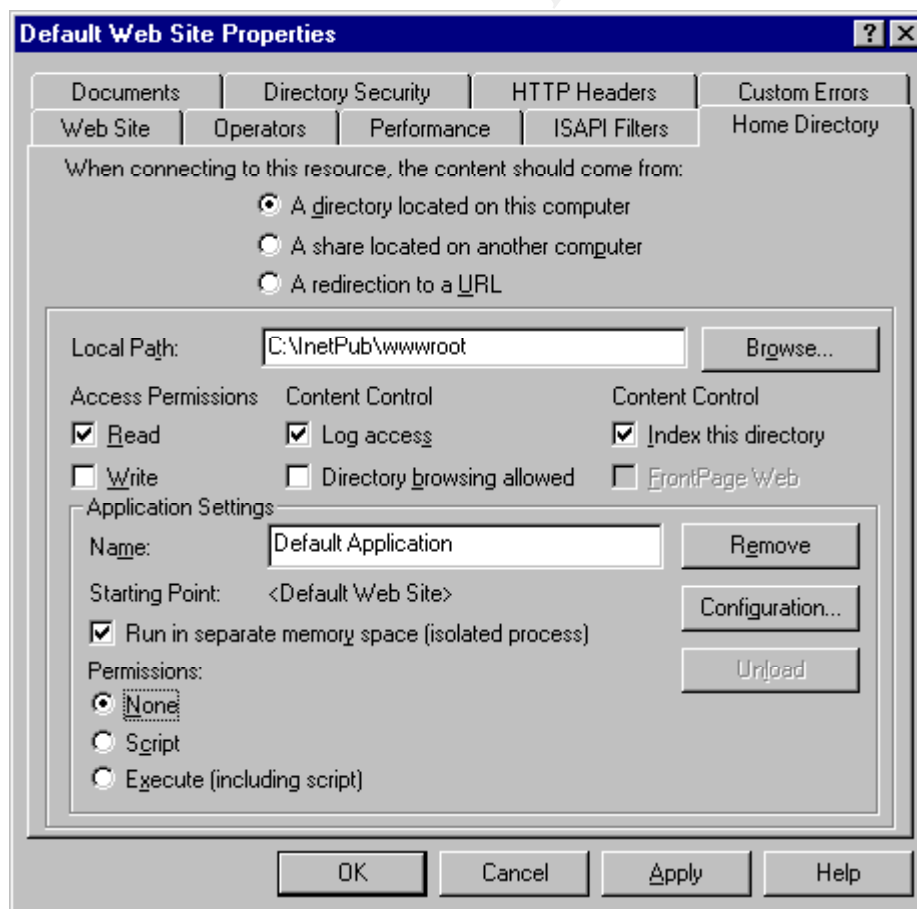 Default Web Site Properties
Documents Directory Security HTTP Headers Custom Errors
Web Site Operators Performance ISAPI Filters Home Directory
When connecting to this resource, the content should come from:
A directory located on this computer
A share located on another computer
A redirection to a URL
Local Path: C:\InetPub\wwwroot Browse...
Access Permissions Content Control Content Control
Read Log access Index this directory
Write Directory browsing allowed FrontPage Web
Application Settings
Name: Default Application Remove
Starting Point: <Default Web Site> Configuration...
Run in separate memory space (isolated process)
Permissions: Unload
None
Script
Execute (including script)
OK Cancel Apply Help